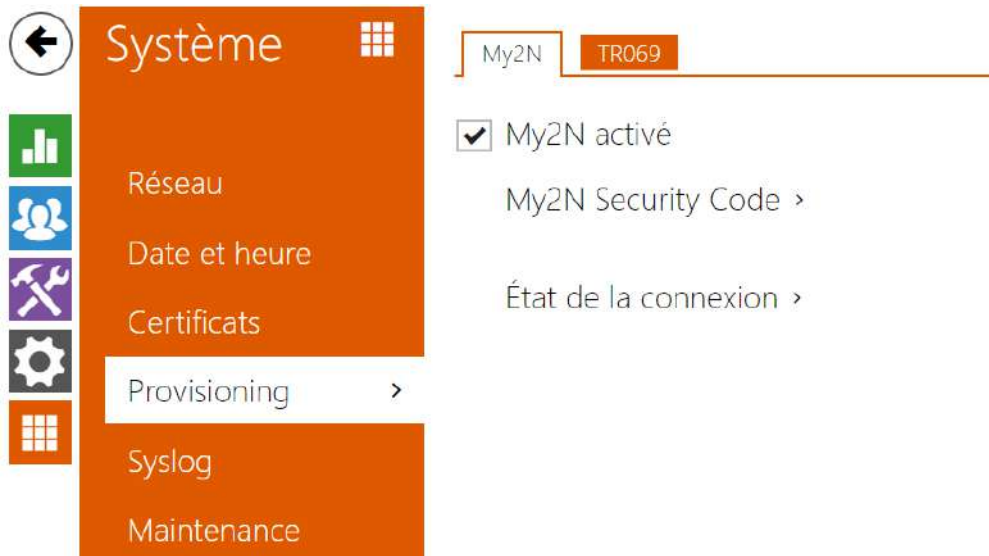 Système
Réseau
Date et heure
Certificats
Provisioning >
Syslog
Maintenance
My2N
TR069
My2N activé
My2N Security Code >
État de la connexion >